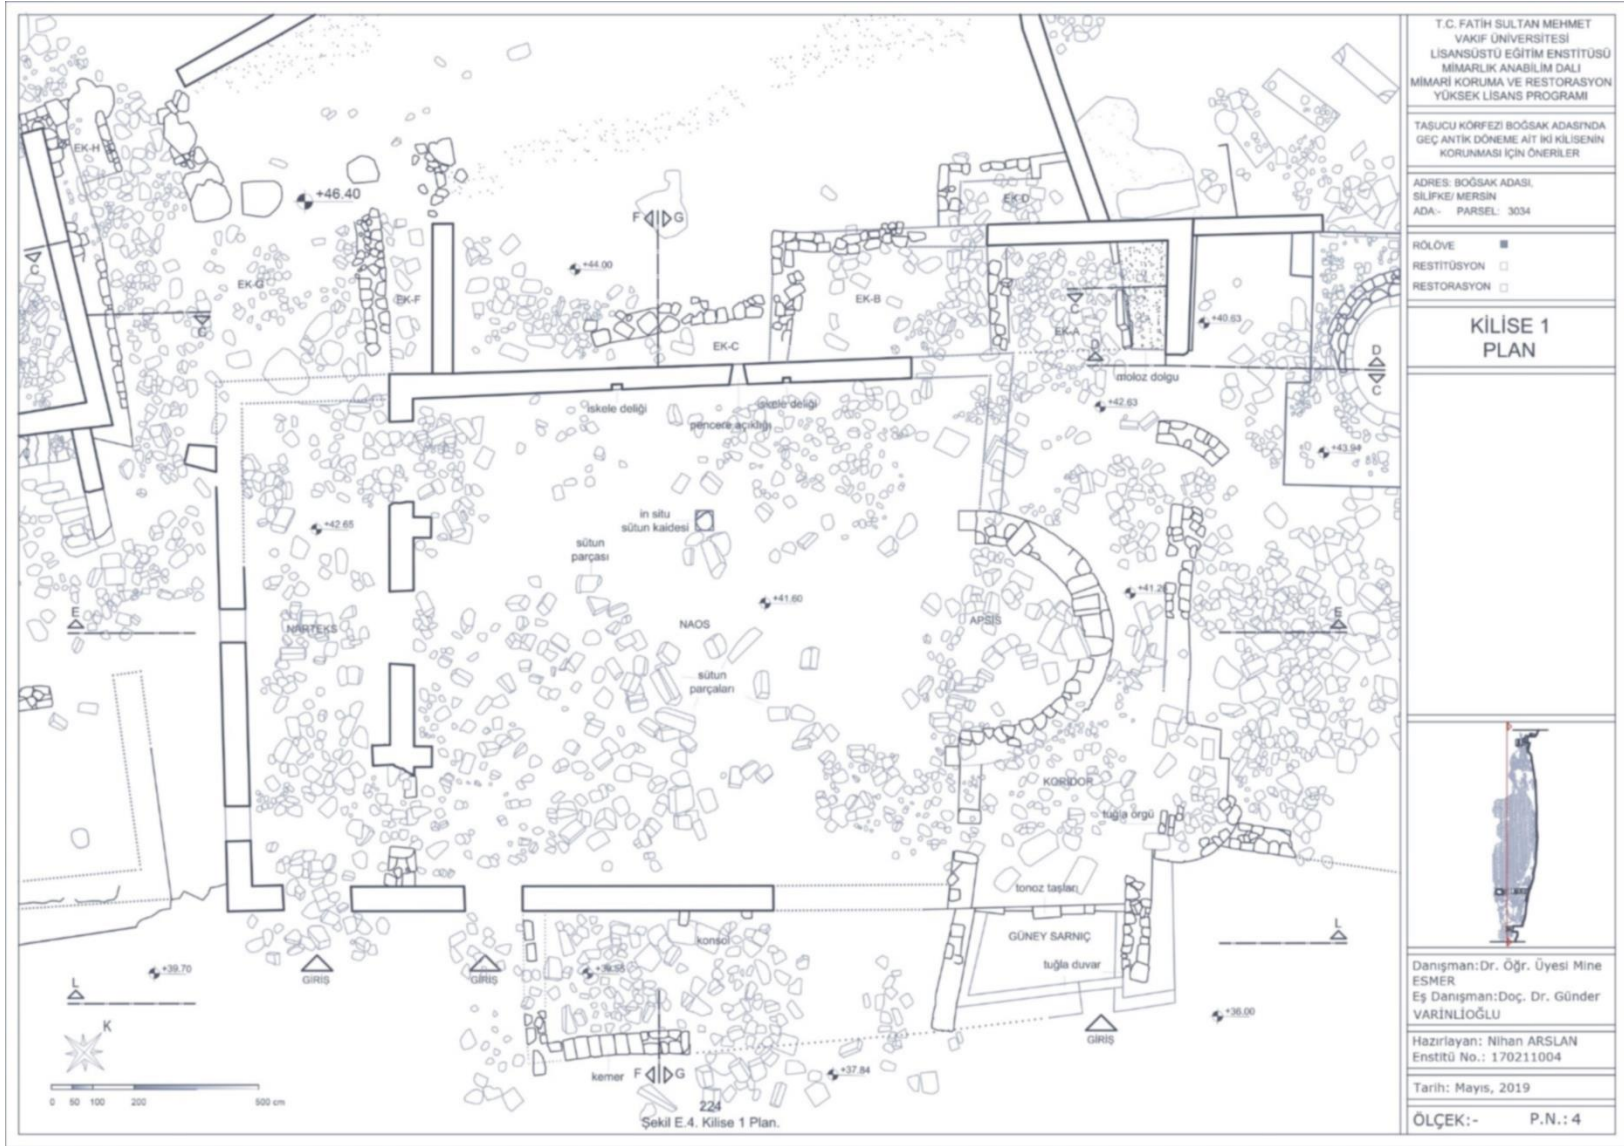 EK-H
+46.40
F G
+44.00
EK-D
C
EK-G
EK-F
EK-B
C
EK-A
+40.63
G
EK-C
D
D
C
moloz dolgu
iskele deliği
iskele deliği
pencere açıklığı
+42.63
+43.94
+42.65
in situ
sütun kaidesi
sütun
parçası
+41.60
E
NARTEKS
NAOS
APSİS
E
sütun
parçaları
KORİDOR
tuğla örgü
tonoz taşları
konsol
GÜNEY SARNIÇ
tuğla duvar
L
+39.70
GİRİŞ
GİRİŞ
L
+36.00
GİRİŞ
K
kemer
F G
+37.84
0 50 100 200 500 cm
224
Şekil E.4. Kilise 1 Plan.
T.C. FATİH SULTAN MEHMET
VAKIF ÜNİVERSİTESİ
LİSANSÜSTÜ EĞİTİM ENSTİTÜSÜ
MİMARLIK ANABİLİM DALI
MİMARİ KORUMA VE RESTORASYON
YÜKSEK LİSANS PROGRAMI
TAŞUCU KÖRFEZİ BOĞSAK ADASI'NDA
GEÇ ANTİK DÖNEME AİT İKİ KİLİSENİN
KORUNMASI İÇİN ÖNERİLER
ADRES: BOĞSAK ADASI,
SİLİFKE/ MERSİN
ADA:- PARSEL: 3034
RÖLÖVE
RESTİTÜSYON
RESTORASYON
KİLİSE 1
PLAN
Danışman:Dr. Öğr. Üyesi Mine
ESMER
Eş Danışman:Doç. Dr. Günder
VARİNLİOĞLU
Hazırlayan: Nihan ARSLAN
Enstitü No.: 170211004
Tarih: Mayıs, 2019
ÖLÇEK:- P.N.: 4